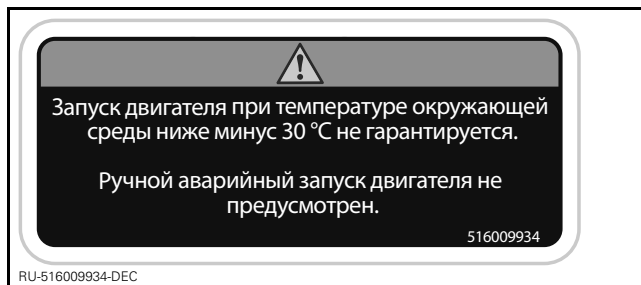 Запуск двигателя при температуре окружающей
среды ниже минус 30 °C не гарантируется.
Ручной аварийный запуск двигателя не
предусмотрен.
516009934
RU-516009934-DEC